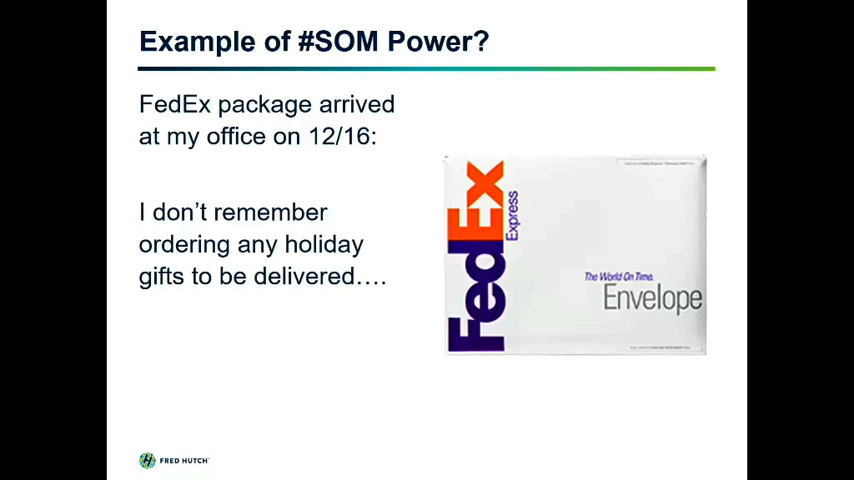 Example of #SOM Power?
FedEx package arrived
at my office on 12/16:
I don’t remember
ordering any holiday
gifts to be delivered….
FedEx
Express
The World On Time.
Envelope
FRED HUTCH